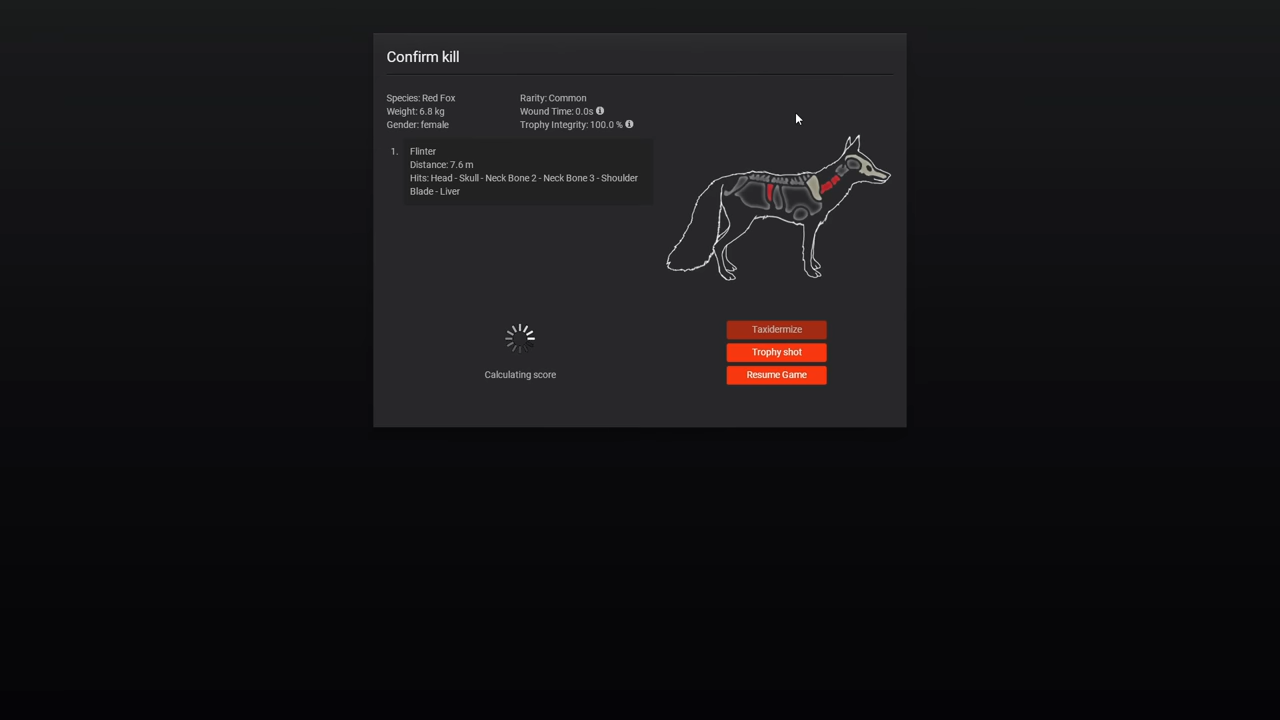 Confirm kill
Species: Red Fox
Rarity: Common
Weight: 6.8 kg
Wound Time: 0.0s
Gender: female
Trophy Integrity: 100.0 %
1.
Flinter
Distance: 7.6 m
Hits: Head - Skull - Neck Bone 2 - Neck Bone 3 - Shoulder
Blade - Liver
Calculating score
Taxidermize
Trophy shot
Resume Game